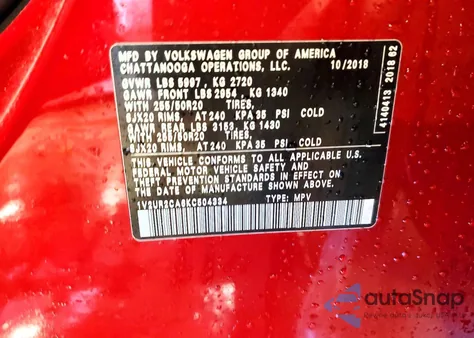 MFD BY VOLKSWAGEN GROUP OF AMERICA
CHATTANOOGA OPERATIONS, LLC. 10/2018
GVWR LBS 5997, KG 2720
GAWR FRONT LBS 2954, KG 1340
WITH 255/50R20 TIRES,
8JX20 RIMS, AT 240 KPA 35 PSI COLD
GAWR REAR LBS 3153, KG 1430
WITH 255/50R20 TIRES,
8JX20 RIMS, AT 240 KPA 35 PSI COLD
THIS VEHICLE CONFORMS TO ALL APPLICABLE U.S.
FEDERAL MOTOR VEHICLE SAFETY AND
THEFT PREVENTION STANDARDS IN EFFECT ON
THE DATE OF MANUFACTURE SHOWN ABOVE.
1V2UR2CA6KC504334 TYPE: MPV
4140413 2018 02
autoSnap